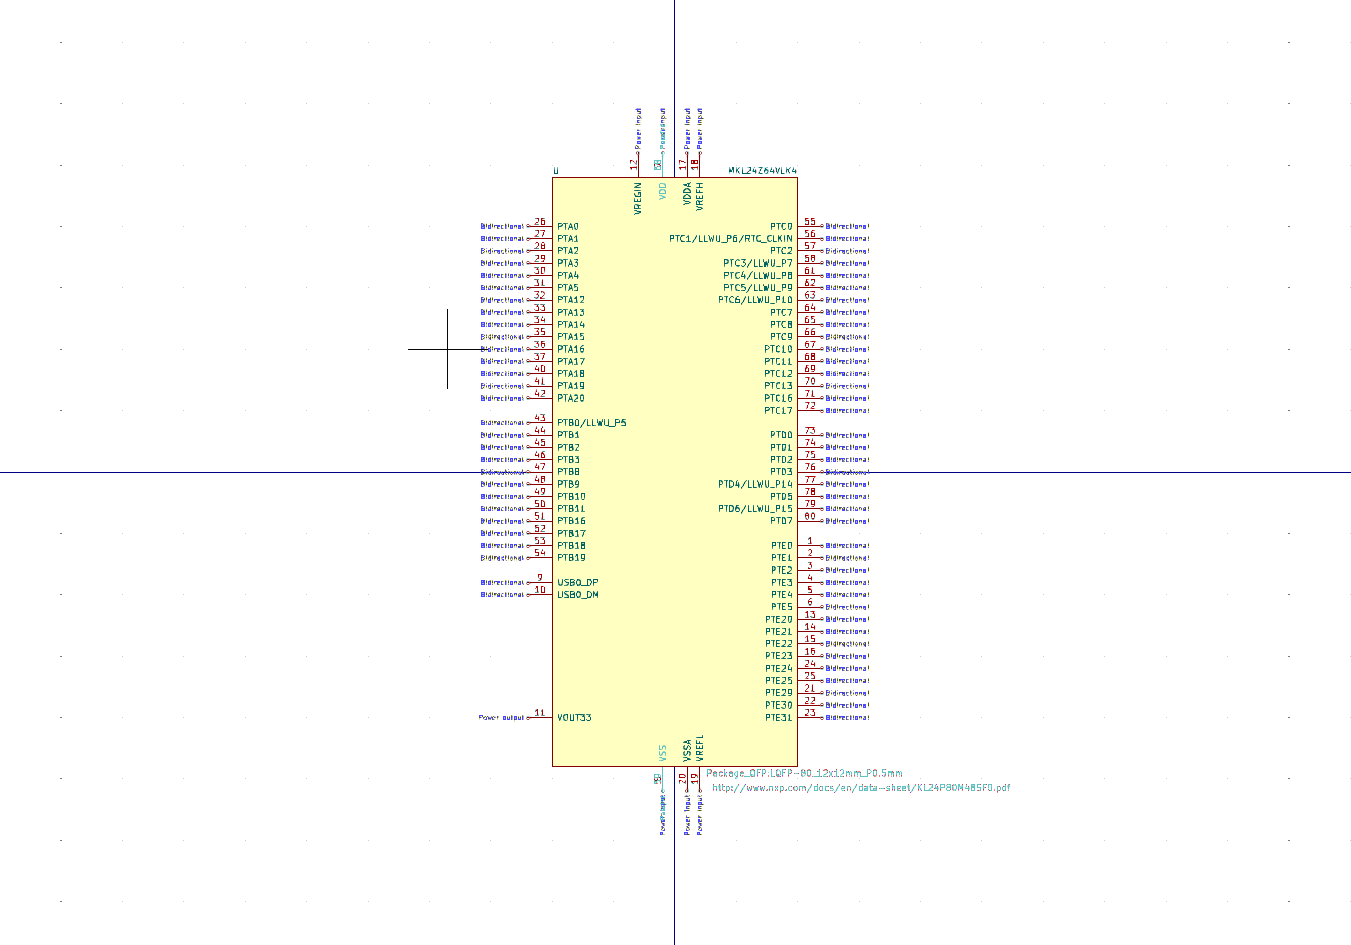 Power Input
Power Input
Power Input
12
17
18
U
MKL24Z64VLK4
VREGIN
VDD
VDDA
VREFH
Bidirectional 26 PTA0
PTC0 55 Bidirectional
Bidirectional 27 PTA1
PTC1/LLWU_P6/RTC_CLKIN 56 Bidirectional
Bidirectional 28 PTA2
PTC2 57 Bidirectional
Bidirectional 29 PTA3
PTC3/LLWU_P7 58 Bidirectional
Bidirectional 30 PTA4
PTC4/LLWU_P8 61 Bidirectional
Bidirectional 31 PTA5
PTC5/LLWU_P9 62 Bidirectional
Bidirectional 32 PTA12
PTC6/LLWU_P10 63 Bidirectional
Bidirectional 33 PTA13
PTC7 64 Bidirectional
Bidirectional 34 PTA14
PTC8 65 Bidirectional
Bidirectional 35 PTA15
PTC9 66 Bidirectional
Bidirectional 36 PTA16
PTC10 67 Bidirectional
Bidirectional 37 PTA17
PTC11 68 Bidirectional
Bidirectional 40 PTA18
PTC12 69 Bidirectional
Bidirectional 41 PTA19
PTC13 70 Bidirectional
Bidirectional 42 PTA20
PTC16 71 Bidirectional
PTC17 72 Bidirectional
Bidirectional 43 PTB0/LLWU_P5
Bidirectional 44 PTB1
PTD0 73 Bidirectional
Bidirectional 45 PTB2
PTD1 74 Bidirectional
Bidirectional 46 PTB3
PTD2 75 Bidirectional
Bidirectional 47 PTB8
PTD3 76 Bidirectional
Bidirectional 48 PTB9
PTD4/LLWU_P14 77 Bidirectional
Bidirectional 49 PTB10
PTD5 78 Bidirectional
Bidirectional 50 PTB11
PTD6/LLWU_P15 79 Bidirectional
Bidirectional 51 PTB16
PTD7 80 Bidirectional
Bidirectional 52 PTB17
Bidirectional 53 PTB18
PTE0 1 Bidirectional
Bidirectional 54 PTB19
PTE1 2 Bidirectional
PTE2 3 Bidirectional
Bidirectional 9 USB0_DP
PTE3 4 Bidirectional
Bidirectional 10 USB0_DM
PTE4 5 Bidirectional
PTE5 6 Bidirectional
PTE20 13 Bidirectional
PTE21 14 Bidirectional
PTE22 15 Bidirectional
PTE23 16 Bidirectional
PTE24 24 Bidirectional
PTE25 25 Bidirectional
PTE29 21 Bidirectional
PTE30 22 Bidirectional
Power output 11 VOUT33
PTE31 23 Bidirectional
VSS
VSSA
VREFL
20
19
Package_QFP:LQFP-80_12x12mm_P0.5mm
http://www.nxp.com/docs/en/data-sheet/KL24P80M48SF0.pdf
Power Input
Power Input